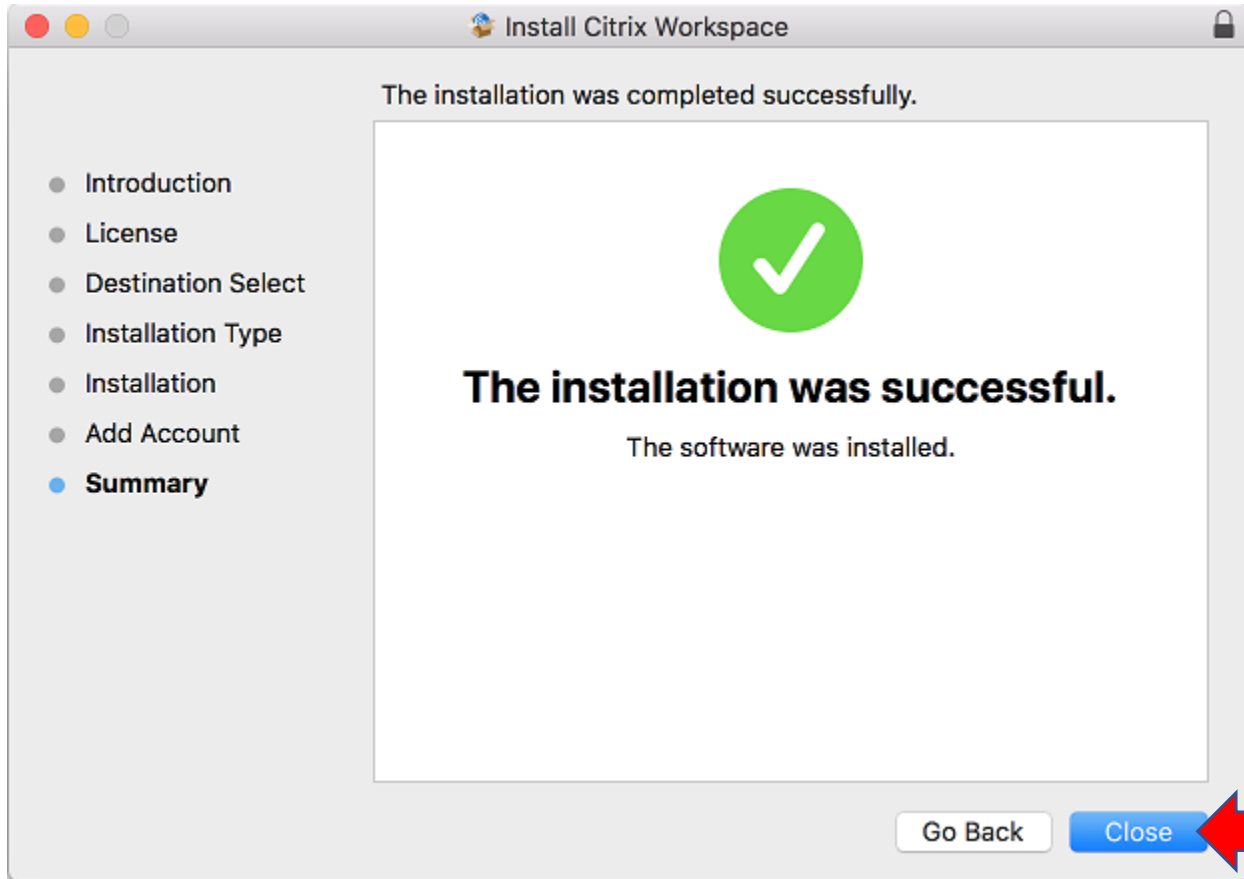 Install Citrix Workspace
The installation was completed successfully.
Introduction
License
Destination Select
Installation Type
Installation
Add Account
Summary
The installation was successful.
The software was installed.
Go Back
Close